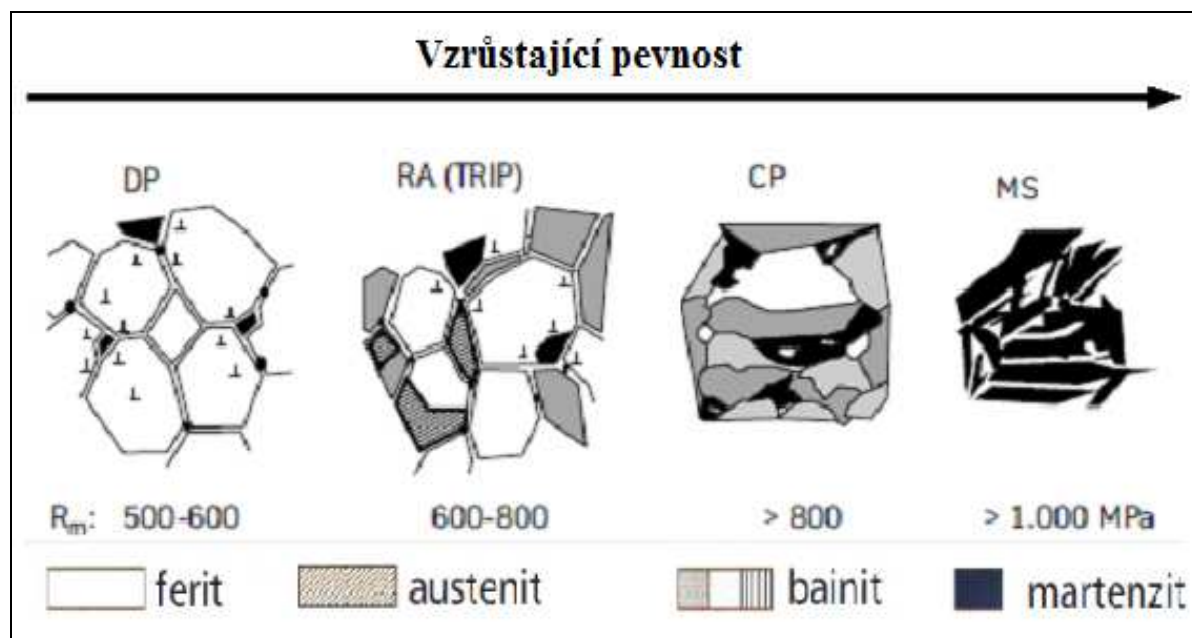 Vzrůstající pevnost
DP RA (TRIP) CP MS
Rm: 500-600 600-800 > 800 > 1.000 MPa
ferit austenit bainit martenzit